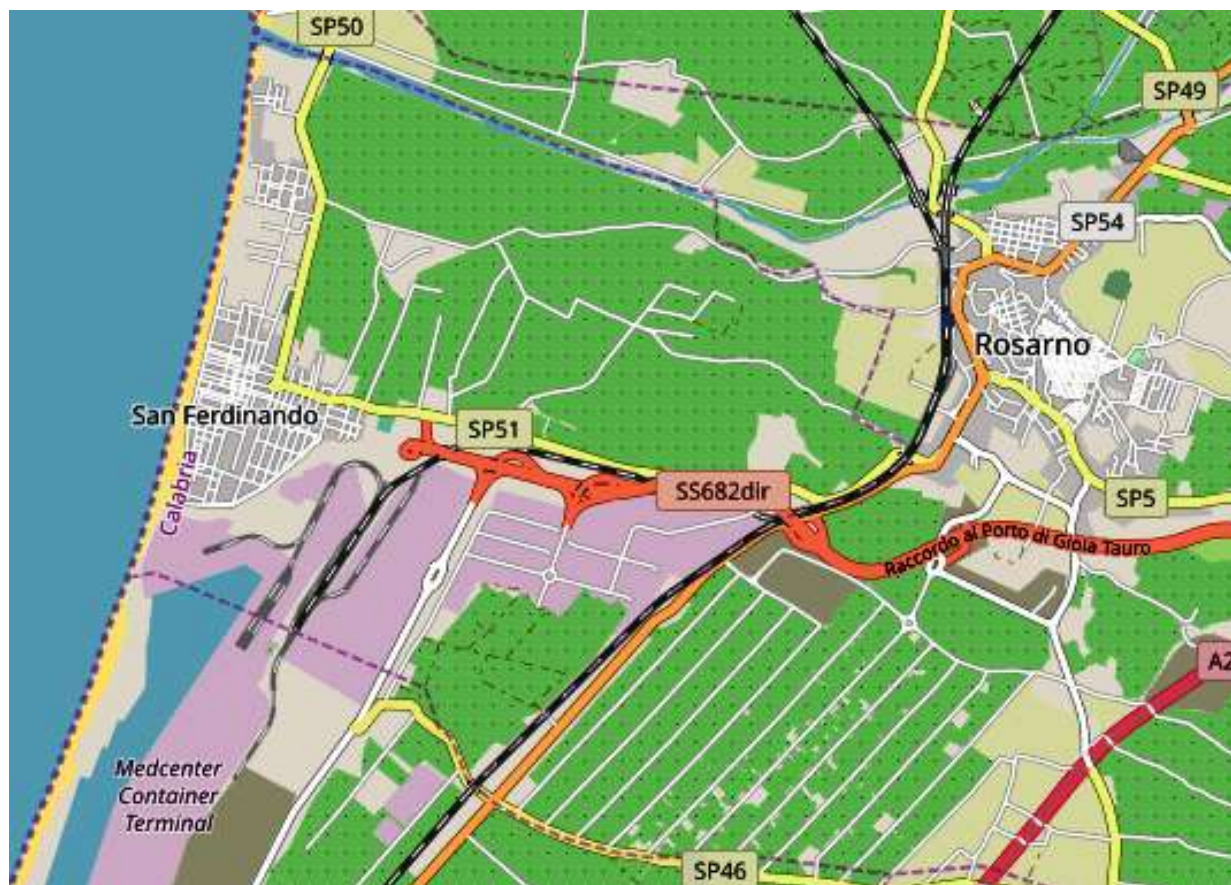 SP50
SP49
SP54
Rosarno
San Ferdinando
SP51
Calabria
SS682dir
SP5
Raccordo al Porto di Gioia Tauro
A2
Medcenter
Container
Terminal
SP46